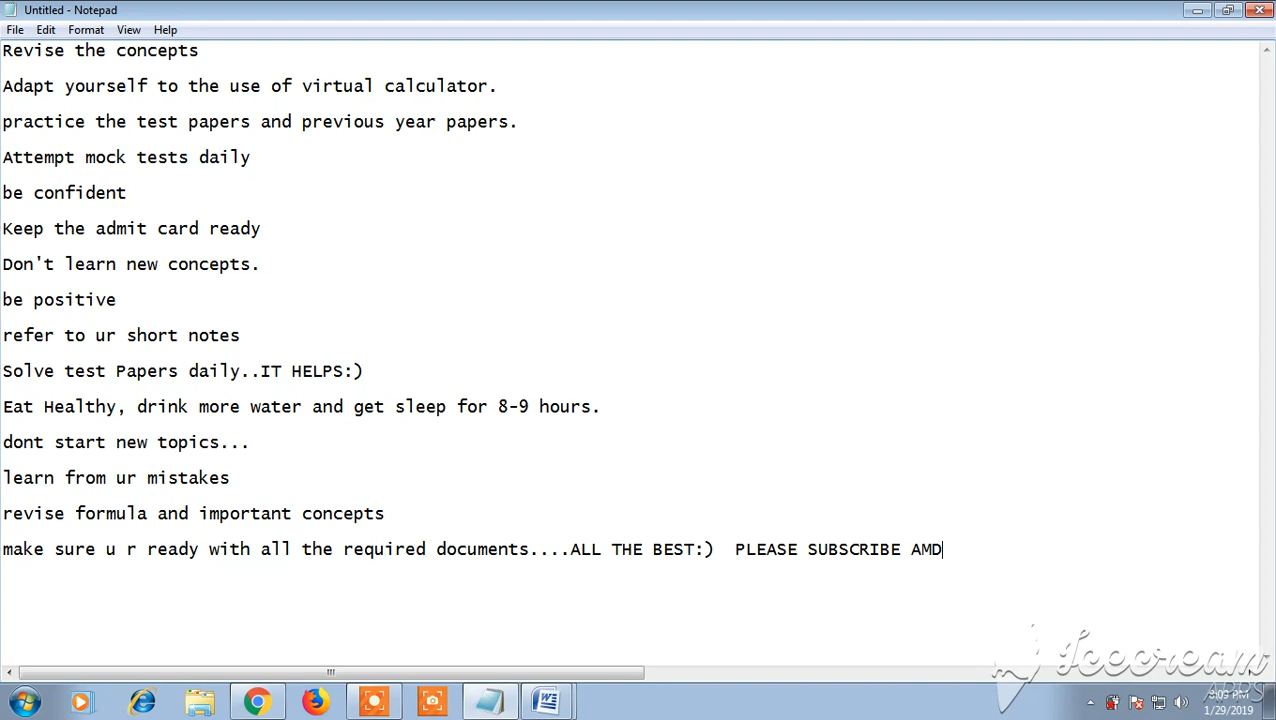 Untitled - Notepad
File Edit Format View Help
Revise the concepts
Adapt yourself to the use of virtual calculator.
practice the test papers and previous year papers.
Attempt mock tests daily
be confident
Keep the admit card ready
Don't learn new concepts.
be positive
refer to ur short notes
Solve test Papers daily..IT HELPS:)
Eat Healthy, drink more water and get sleep for 8-9 hours.
dont start new topics...
learn from ur mistakes
revise formula and important concepts
make sure u r ready with all the required documents....ALL THE BEST:)  PLEASE SUBSCRIBE AMD
Icecream
APPS
9:09 PM
1/29/2019